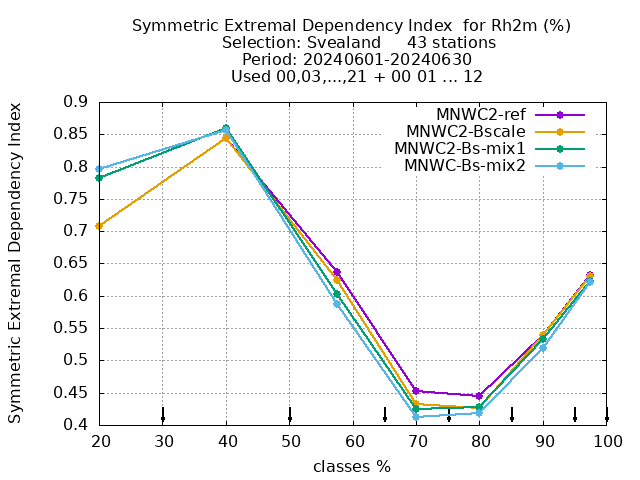 Symmetric Extremal Dependency Index  for Rh2m (%)
Selection: Svealand     43 stations
Period: 20240601-20240630
Used 00,03,...,21 + 00 01 ... 12
Symmetric Extremal Dependency Index
0.9
0.85
0.8
0.75
0.7
0.65
0.6
0.55
0.5
0.45
0.4
MNWC2-ref
MNWC2-Bscale
MNWC2-Bs-mix1
MNWC-Bs-mix2
20 30 40 50 60 70 80 90 100
classes %